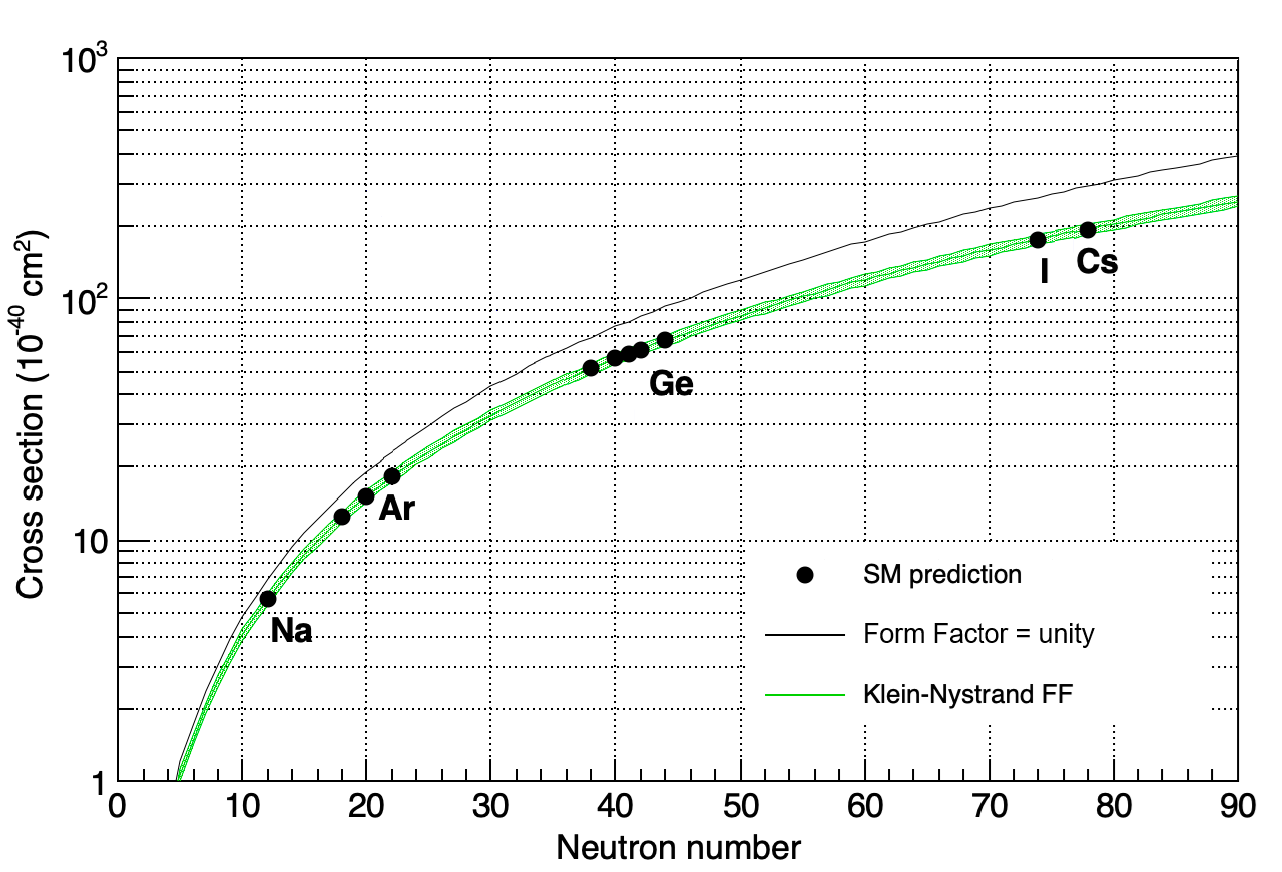 10³
10²
10
1
Cross section (10⁻⁴⁰ cm²)
Na
Ar
Ge
I
Cs
SM prediction
Form Factor = unity
Klein-Nystrand FF
0 10 20 30 40 50 60 70 80 90
Neutron number